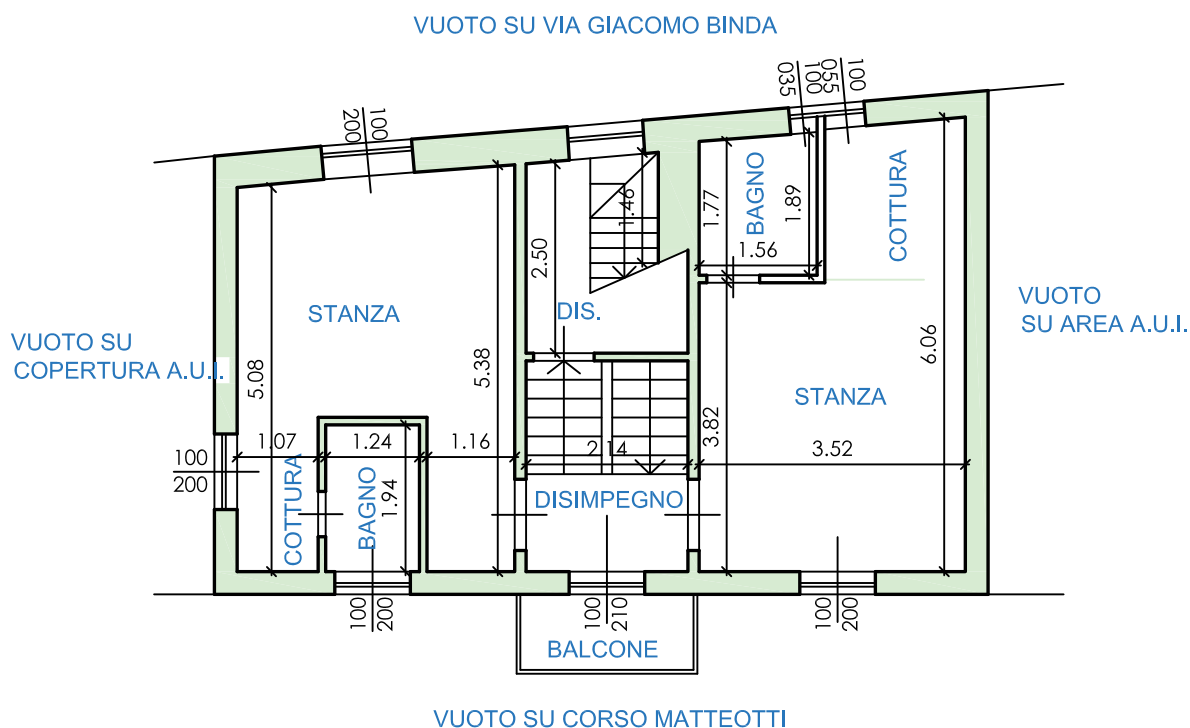 VUOTO SU VIA GIACOMO BINDA
100
200
035
100
055
100
BAGNO
COTTURA
1.77
1.89
1.56
1.46
2.50
STANZA
DIS.
VUOTO SU
COPERTURA A.U.I.
VUOTO
SU AREA A.U.I.
5.08
5.38
6.06
STANZA
3.82
3.52
1.07
1.24
1.16
2.14
100
200
COTTURA
BAGNO
1.94
DISIMPEGNO
100
200
100
210
100
200
BALCONE
VUOTO SU CORSO MATTEOTTI